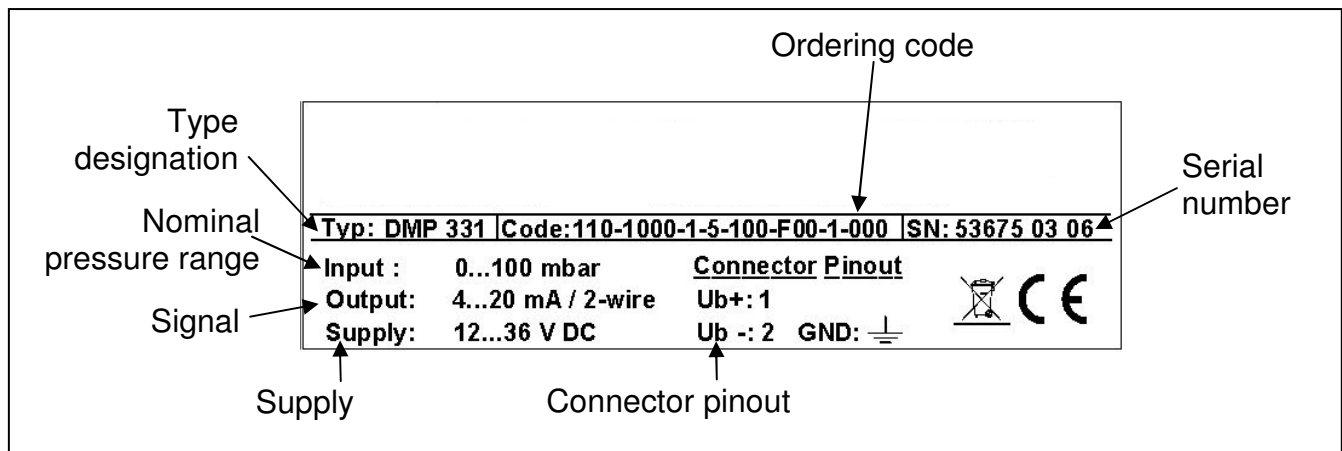 Ordering code
Type
designation
Serial
number
Nominal
pressure range
Signal
Typ: DMP 331 Code:110-1000-1-5-100-F00-1-000 SN: 53675 03 06
Input : 0...100 mbar Connector Pinout
Output: 4...20 mA / 2-wire Ub+: 1
Supply: 12...36 V DC Ub -: 2 GND:
CE
Supply
Connector pinout